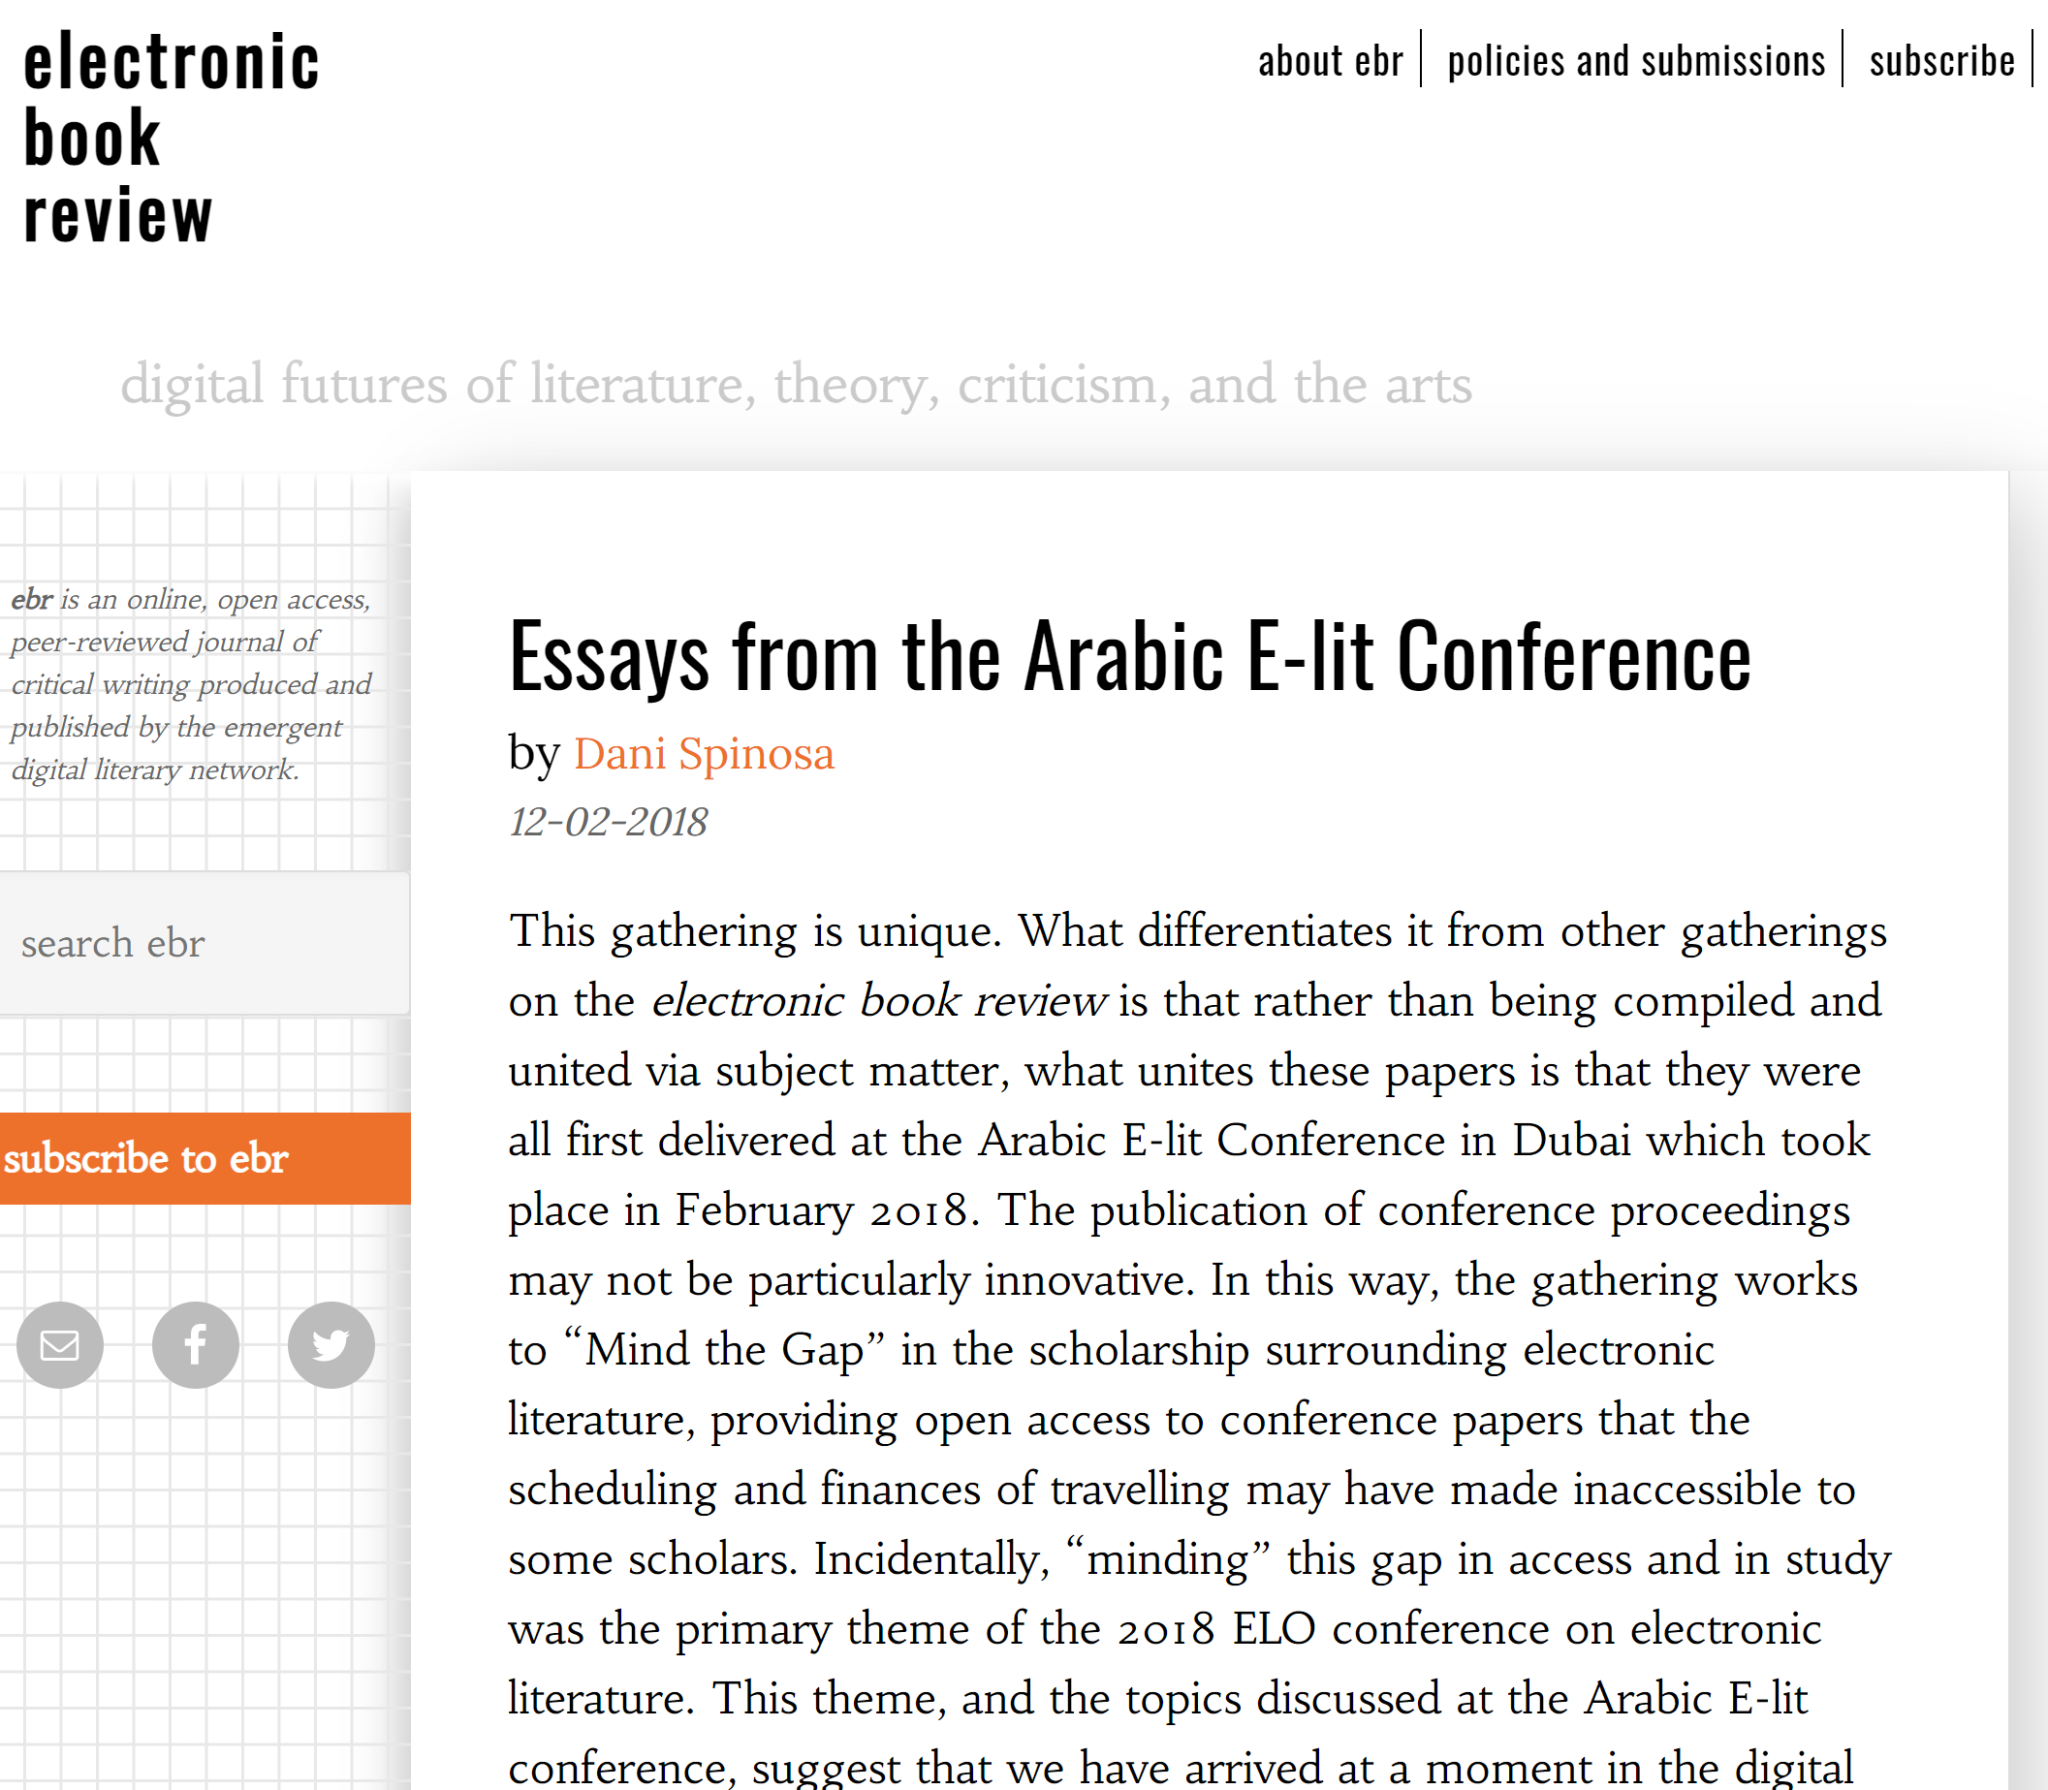 electronic
book
review
about ebr
policies and submissions
subscribe
digital futures of literature, theory, criticism, and the arts
ebr is an online, open access,
peer-reviewed journal of
critical writing produced and
published by the emergent
digital literary network.
search ebr
subscribe to ebr
Essays from the Arabic E-lit Conference
by Dani Spinosa
12-02-2018
This gathering is unique. What differentiates it from other gatherings
on the electronic book review is that rather than being compiled and
united via subject matter, what unites these papers is that they were
all first delivered at the Arabic E-lit Conference in Dubai which took
place in February 2018. The publication of conference proceedings
may not be particularly innovative. In this way, the gathering works
to “Mind the Gap” in the scholarship surrounding electronic
literature, providing open access to conference papers that the
scheduling and finances of travelling may have made inaccessible to
some scholars. Incidentally, “minding” this gap in access and in study
was the primary theme of the 2018 ELO conference on electronic
literature. This theme, and the topics discussed at the Arabic E-lit
conference, suggest that we have arrived at a moment in the digital